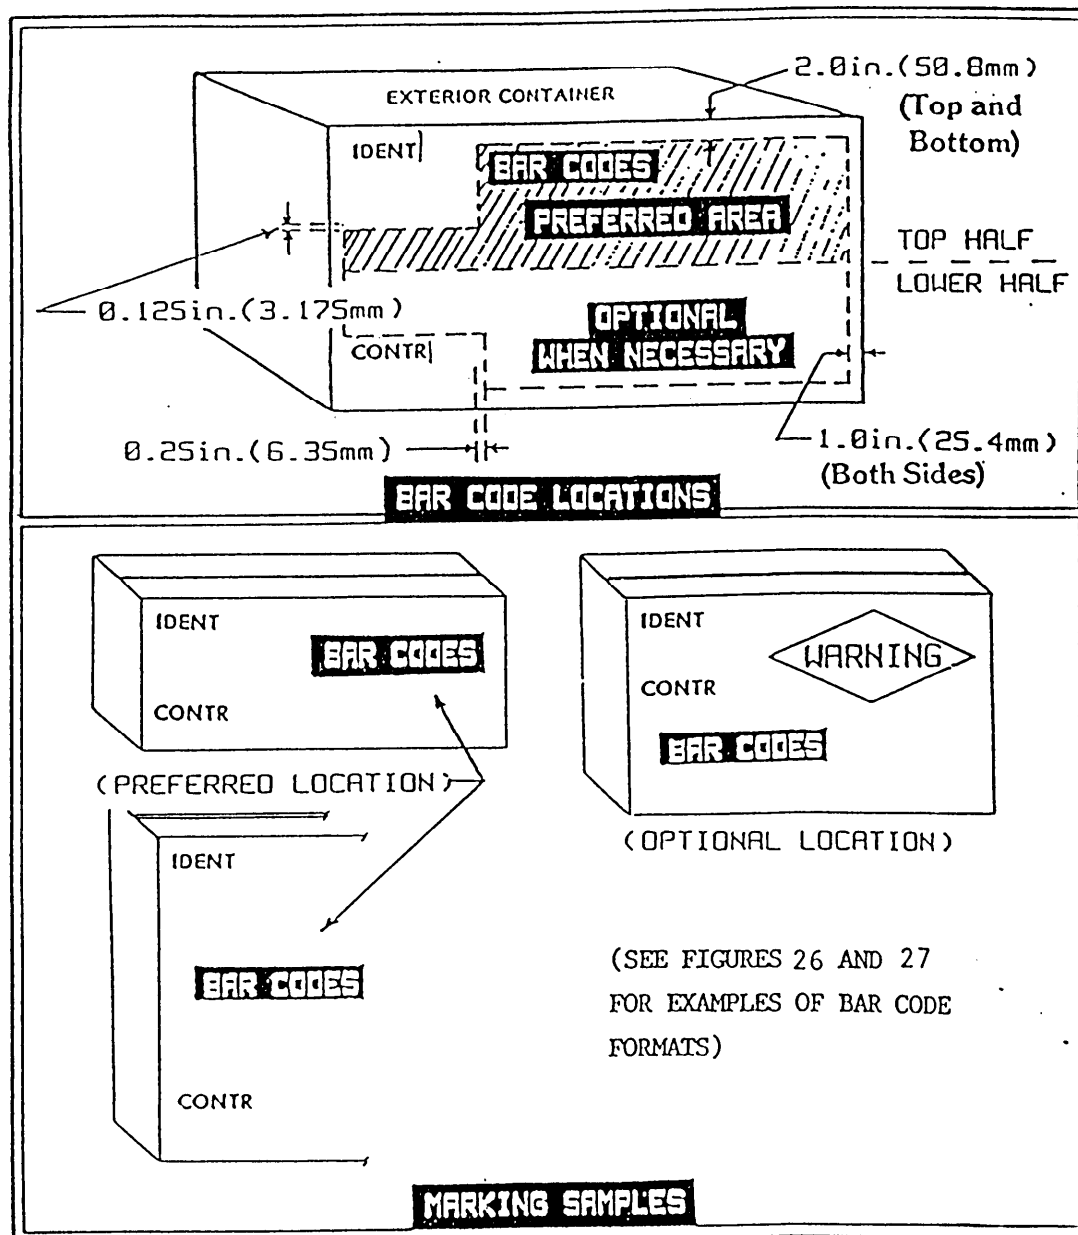 2.0in.(50.8mm)
(Top and
Bottom)
EXTERIOR CONTAINER
IDENT
BAR CODES
PREFERRED AREA
TOP HALF
LOWER HALF
0.125in.(3.175mm)
OPTIONAL
WHEN NECESSARY
CONTR
0.25in.(6.35mm)
1.0in.(25.4mm)
(Both Sides)
BAR CODE LOCATIONS
IDENT
BAR CODES
CONTR
(PREFERRED LOCATION)
IDENT
WARNING
CONTR
BAR CODES
(OPTIONAL LOCATION)
IDENT
BAR CODES
CONTR
(SEE FIGURES 26 AND 27
FOR EXAMPLES OF BAR CODE
FORMATS)
MARKING SAMPLES